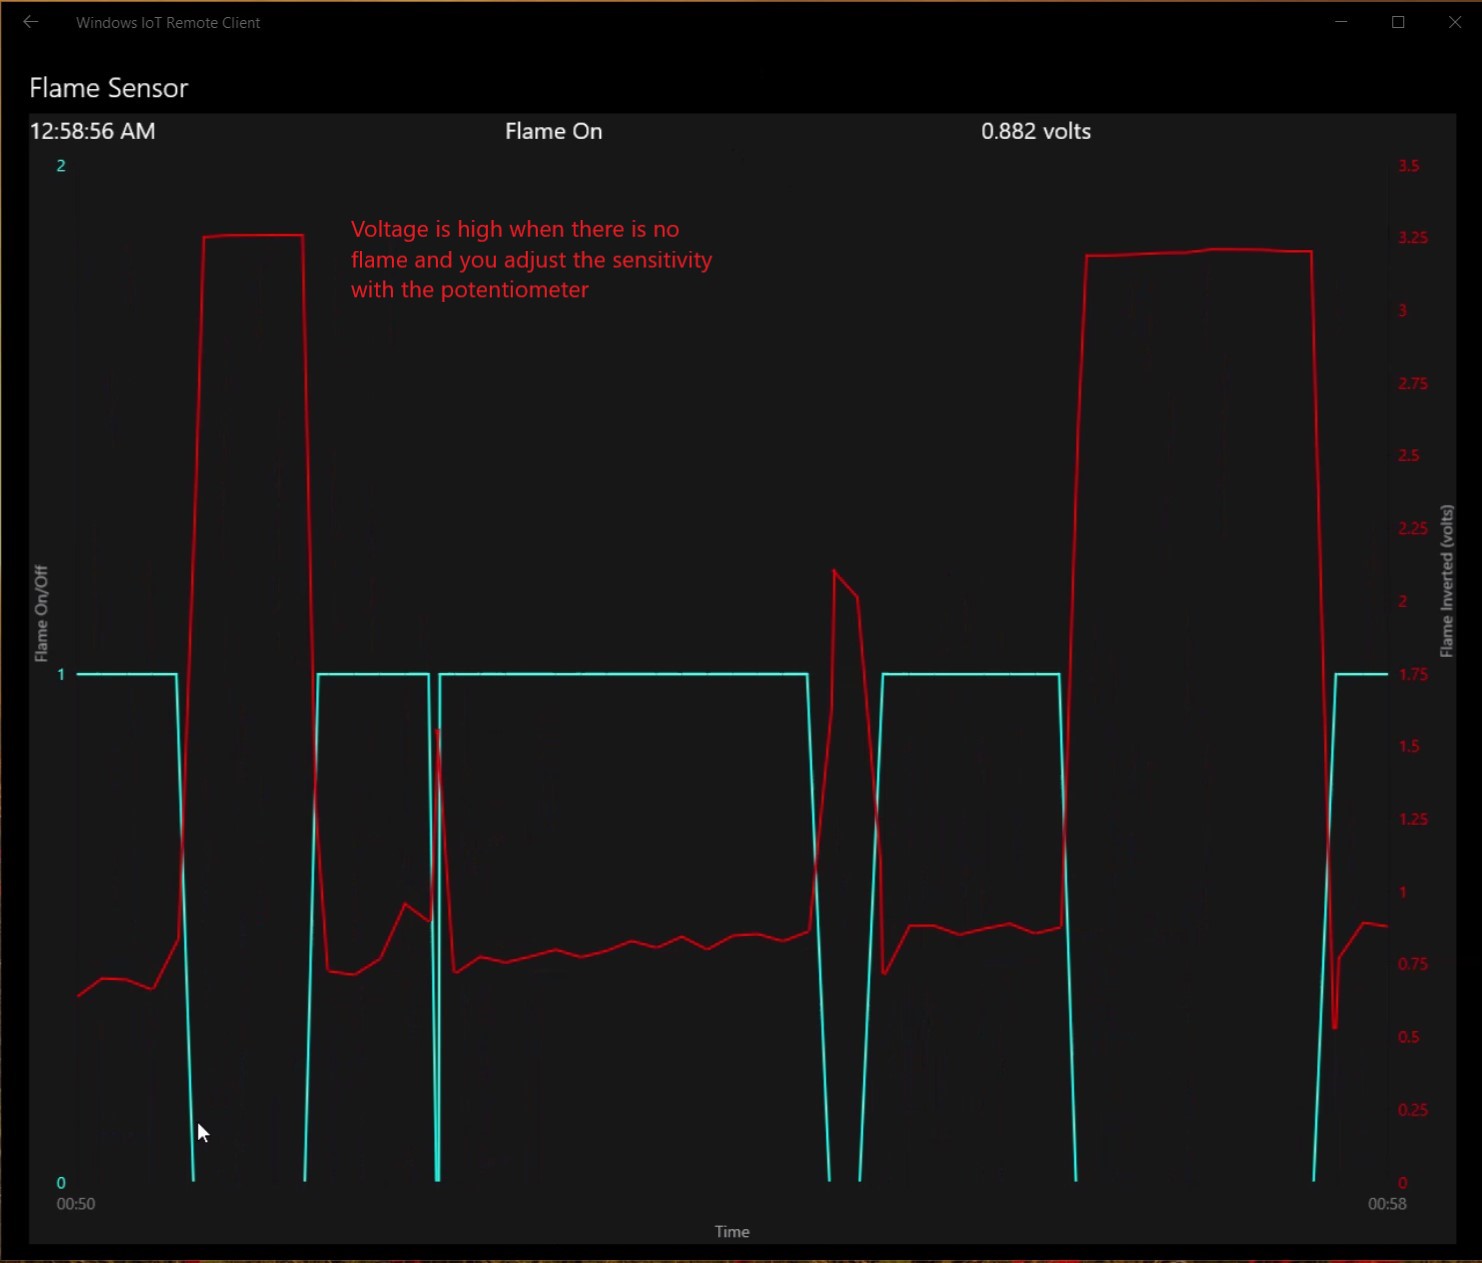 Windows IoT Remote Client
Flame Sensor
12:58:56 AM Flame On 0.882 volts
2
1
0
Flame On/Off
Voltage is high when there is no
flame and you adjust the sensitivity
with the potentiometer
3.5
3.25
3
2.75
2.5
2.25
2
1.75
1.5
1.25
1
0.75
0.5
0.25
0
Flame Inverted (volts)
00:50 00:58
Time